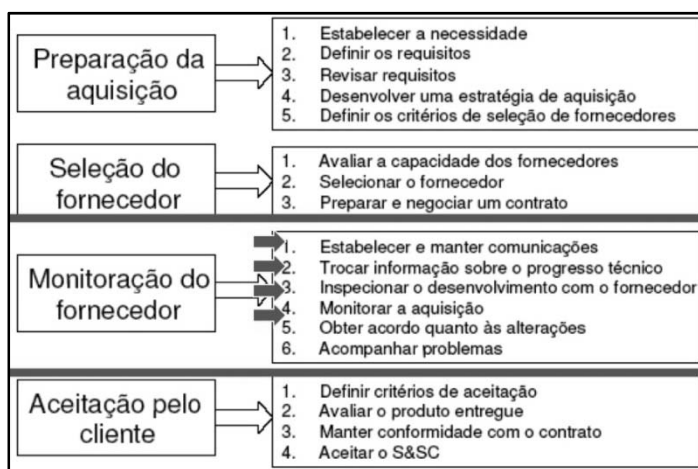 Preparação da
aquisição
1. Estabelecer a necessidade
2. Definir os requisitos
3. Revisar requisitos
4. Desenvolver uma estratégia de aquisição
5. Definir os critérios de seleção de fornecedores
Seleção do
fornecedor
1. Avaliar a capacidade dos fornecedores
2. Selecionar o fornecedor
3. Preparar e negociar um contrato
Monitoração do
fornecedor
1. Estabelecer e manter comunicações
2. Trocar informação sobre o progresso técnico
3. Inspecionar o desenvolvimento com o fornecedor
4. Monitorar a aquisição
5. Obter acordo quanto às alterações
6. Acompanhar problemas
Aceitação pelo
cliente
1. Definir critérios de aceitação
2. Avaliar o produto entregue
3. Manter conformidade com o contrato
4. Aceitar o S&SC